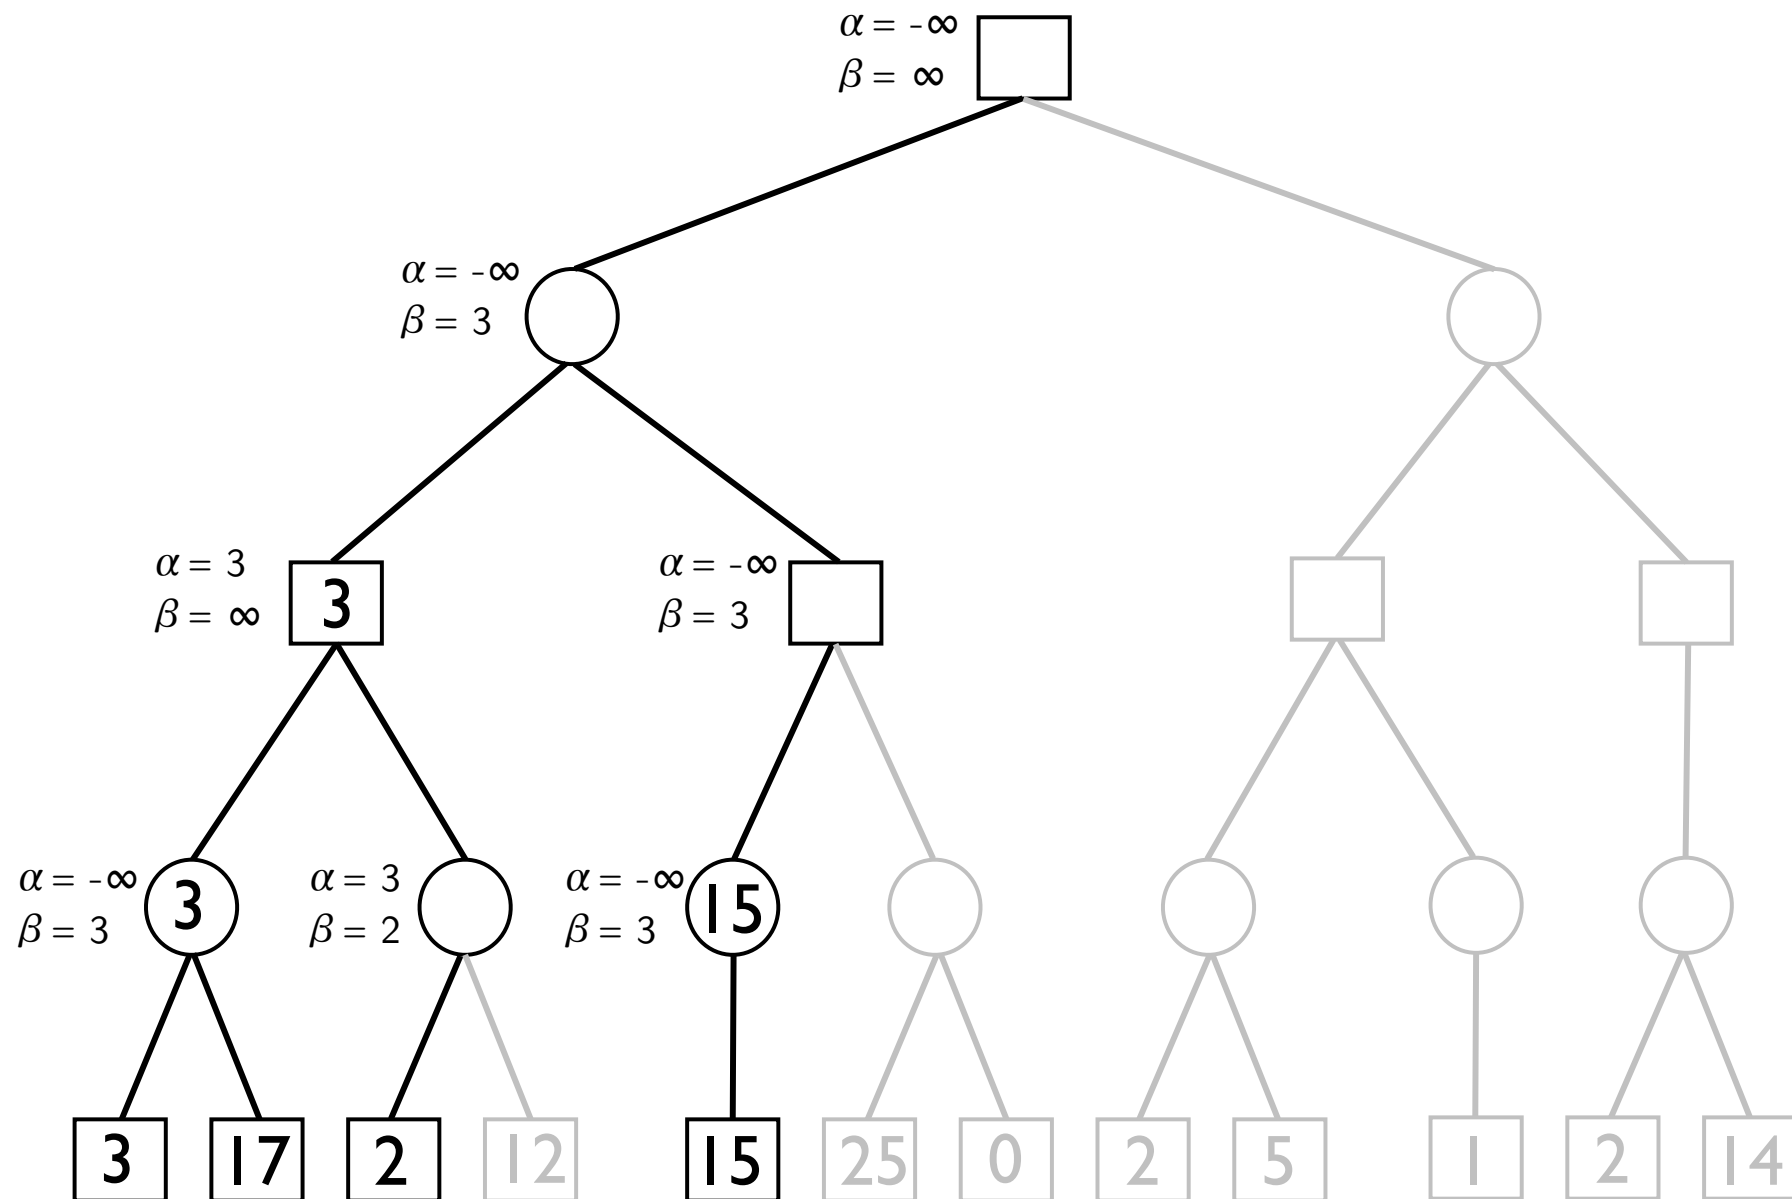 α = -∞
β = ∞
α = -∞
β = 3
α = 3
β = ∞
3
α = -∞
β = 3
α = -∞
β = 3
3
α = 3
β = 2
α = -∞
β = 3
15
3 17 2 12 15 25 0 2 5 1 2 14